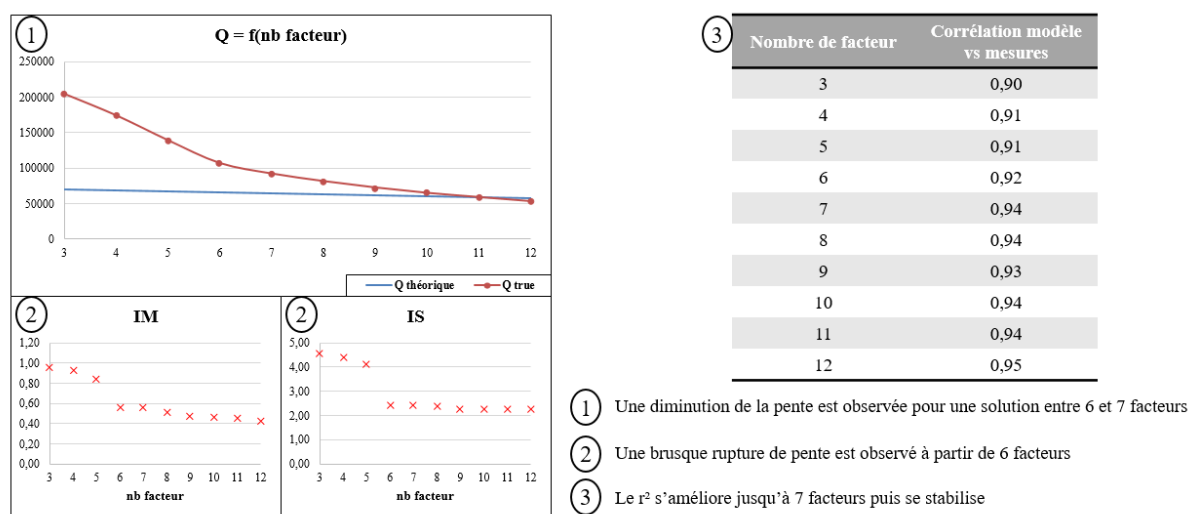 1
Q = f(nb facteur)
250000
200000
150000
100000
50000
0
3 4 5 6 7 8 9 10 11 12
Q théorique Q true
2
IM
1,20
1,00
0,80
0,60
0,40
0,20
0,00
3 4 5 6 7 8 9 10 11 12
nb facteur
2
IS
5,00
4,00
3,00
2,00
1,00
0,00
3 4 5 6 7 8 9 10 11 12
nb facteur
3
Nombre de facteur Corrélation modèle
vs mesures
3 0,90
4 0,91
5 0,91
6 0,92
7 0,94
8 0,94
9 0,93
10 0,94
11 0,94
12 0,95
1 Une diminution de la pente est observée pour une solution entre 6 et 7 facteurs
2 Une brusque rupture de pente est observé à partir de 6 facteurs
3 Le r² s’améliore jusqu’à 7 facteurs puis se stabilise